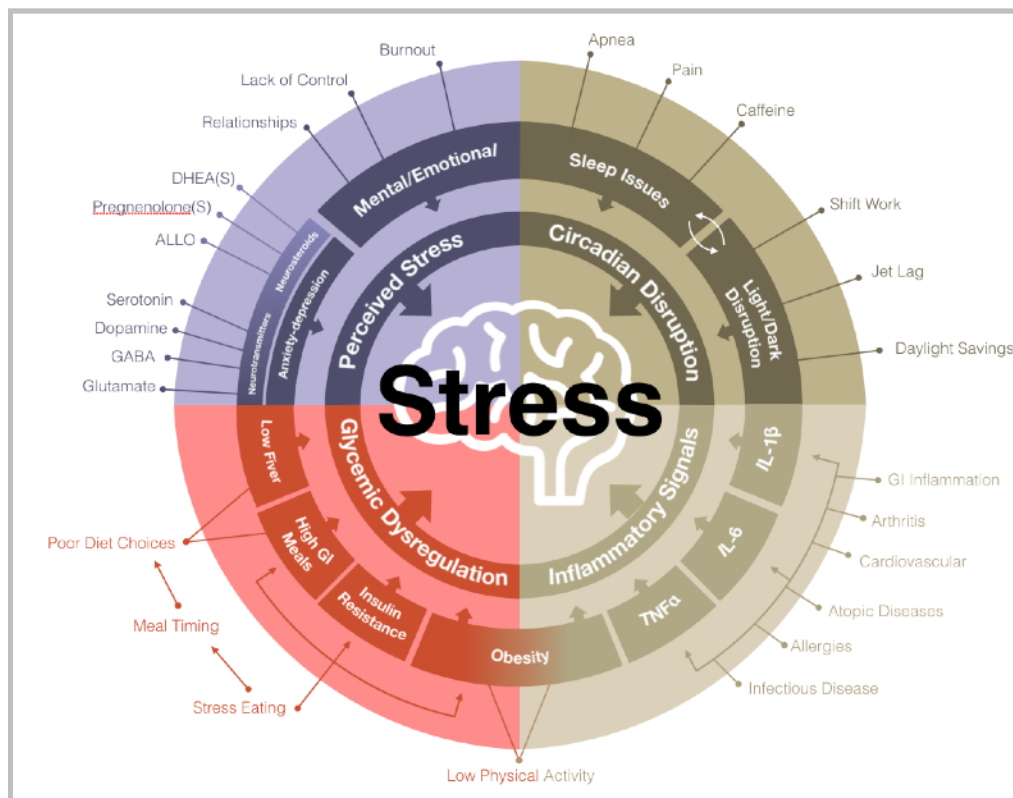 Burnout
Lack of Control
Relationships
DHEA(S)
Pregnenolone(S)
ALLO
Serotonin
Dopamine
GABA
Glutamate
Mental/Emotional
Neurosteroids
Neurotransmitters
Anxiety-depression
Perceived Stress
Apnea
Pain
Caffeine
Shift Work
Jet Lag
Daylight Savings
Sleep Issues
Light/Dark
Disruption
Circadian Disruption
Stress
Low Fiver
High GI
Meals
Insulin
Resistance
Obesity
Glycemic Dysregulation
Poor Diet Choices
Meal Timing
Stress Eating
Low Physical Activity
Inflammatory Signals
IL-1β
IL-6
TNFα
GI Inflammation
Arthritis
Cardiovascular
Atopic Diseases
Allergies
Infectious Disease